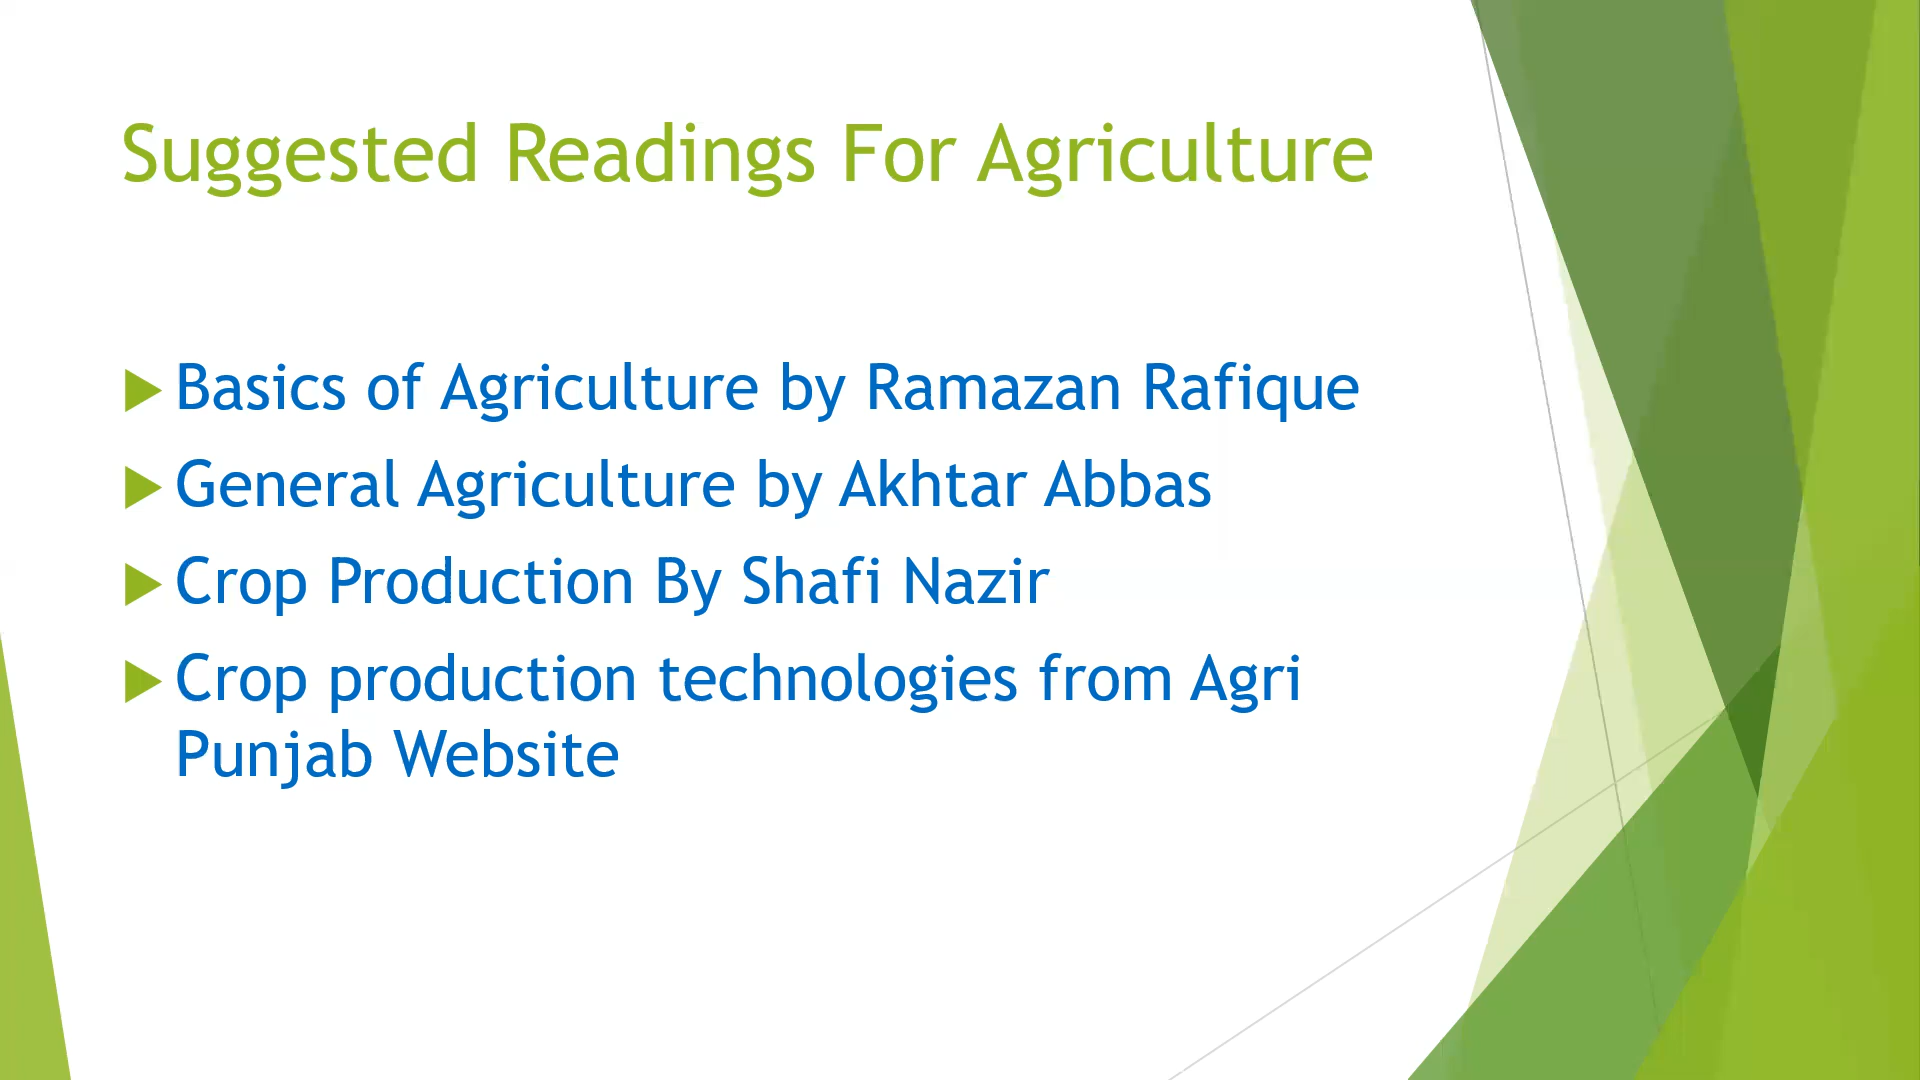 Suggested Readings For Agriculture
Basics of Agriculture by Ramazan Rafique
General Agriculture by Akhtar Abbas
Crop Production By Shafi Nazir
Crop production technologies from Agri
Punjab Website